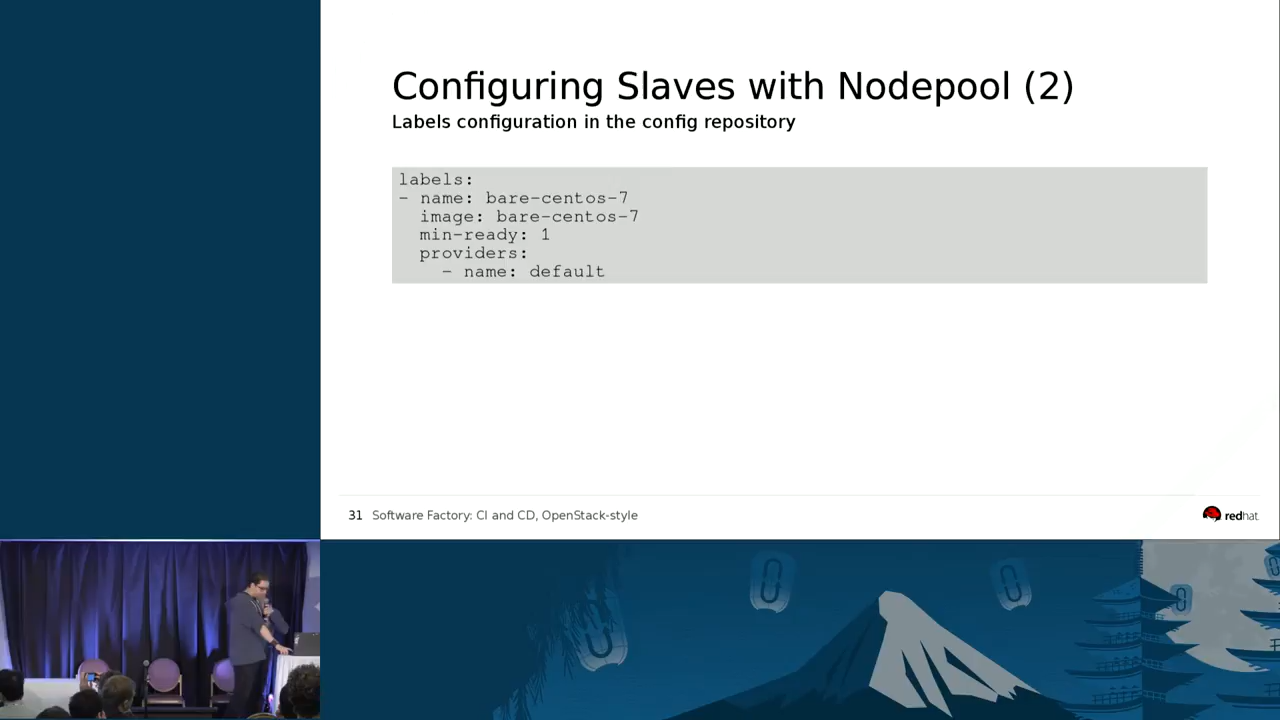 Configuring Slaves with Nodepool (2)
Labels configuration in the config repository
labels:
- name: bare-centos-7
  image: bare-centos-7
  min-ready: 1
  providers:
    - name: default
31 Software Factory: CI and CD, OpenStack-style
redhat